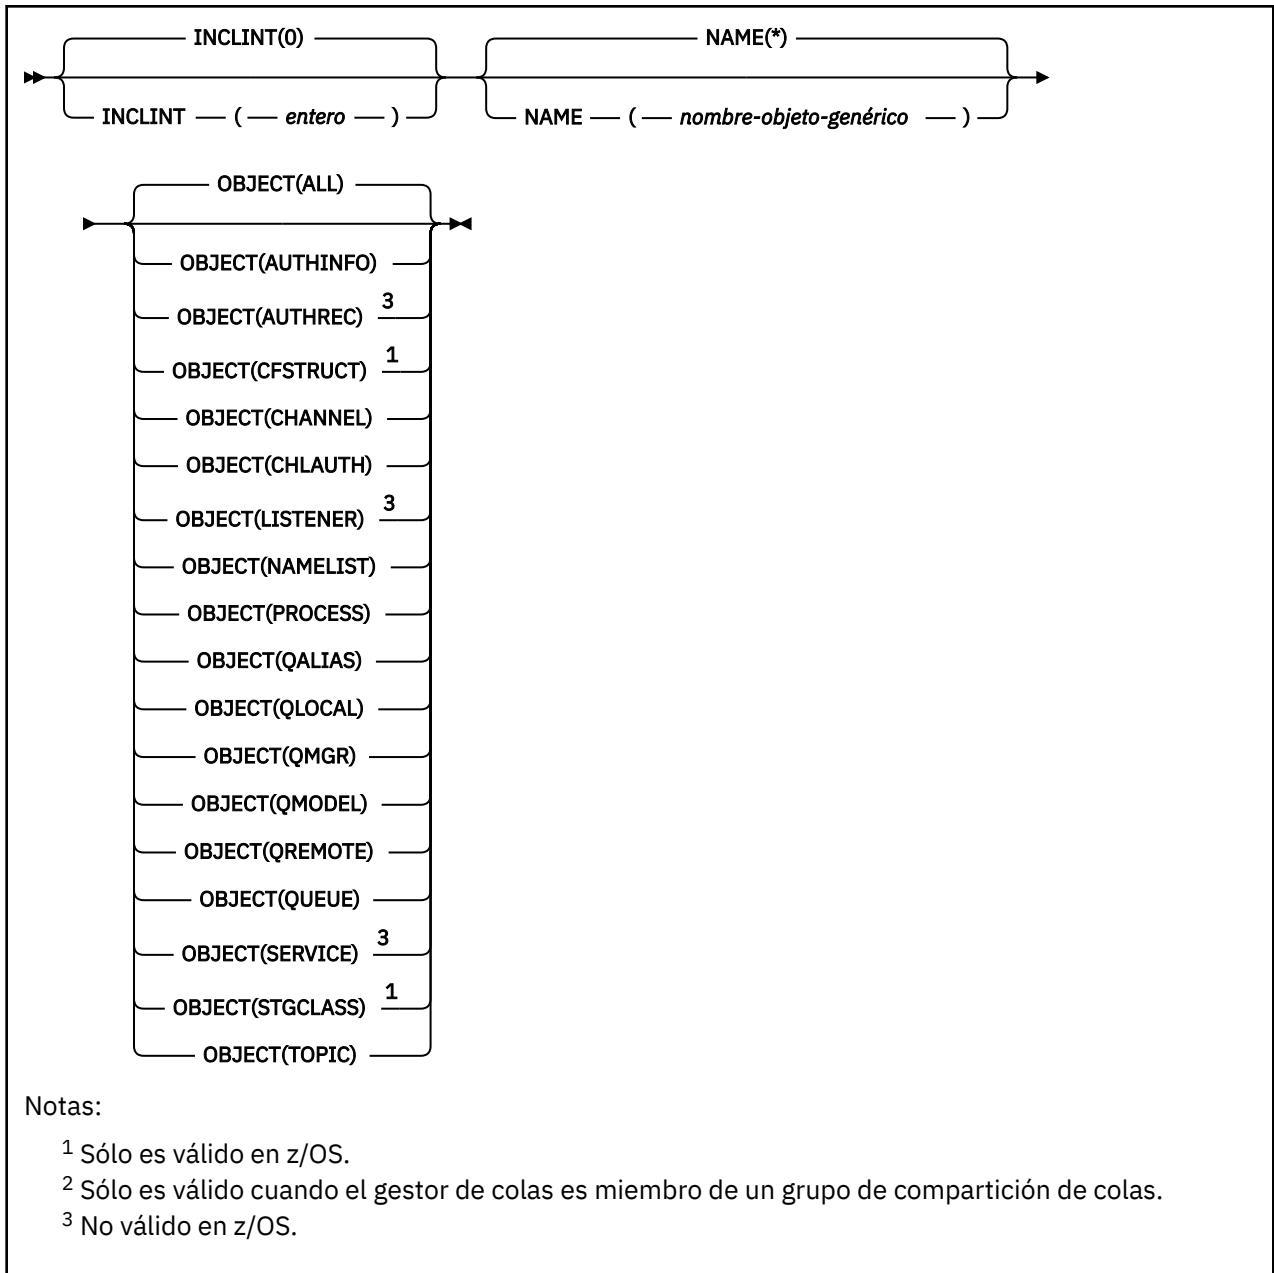 INCLINT(0) NAME(*)
INCLINT ( entero ) NAME ( nombre-objeto-genérico )
OBJECT(ALL)
OBJECT(AUTHINFO)
OBJECT(AUTHREC) 3
OBJECT(CFSTRUCT) 1
OBJECT(CHANNEL)
OBJECT(CHLAUTH)
OBJECT(LISTENER) 3
OBJECT(NAMELIST)
OBJECT(PROCESS)
OBJECT(QALIAS)
OBJECT(QLOCAL)
OBJECT(QMGR)
OBJECT(QMODEL)
OBJECT(QREMOTE)
OBJECT(QUEUE)
OBJECT(SERVICE) 3
OBJECT(STGCLASS) 1
OBJECT(TOPIC)
Notas:
1 Sólo es válido en z/OS.
2 Sólo es válido cuando el gestor de colas es miembro de un grupo de compartición de colas.
3 No válido en z/OS.